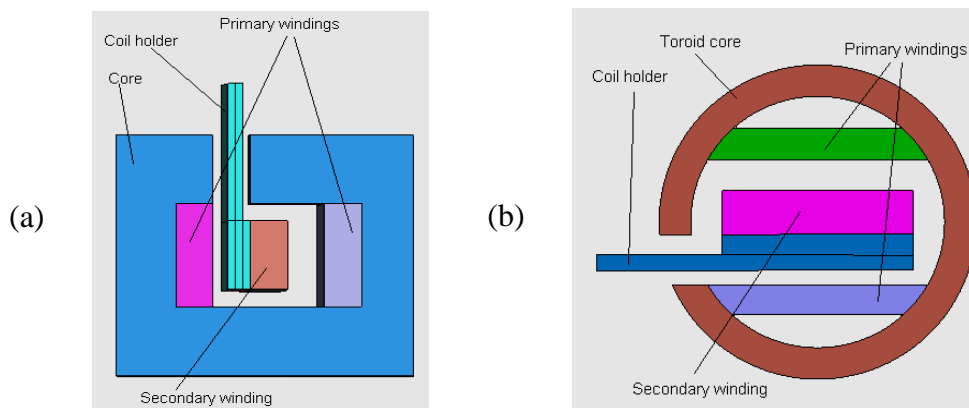 Primary windings
Coil holder
Core
(a)
Secondary winding
Toroid core
Primary windings
Coil holder
(b)
Secondary winding